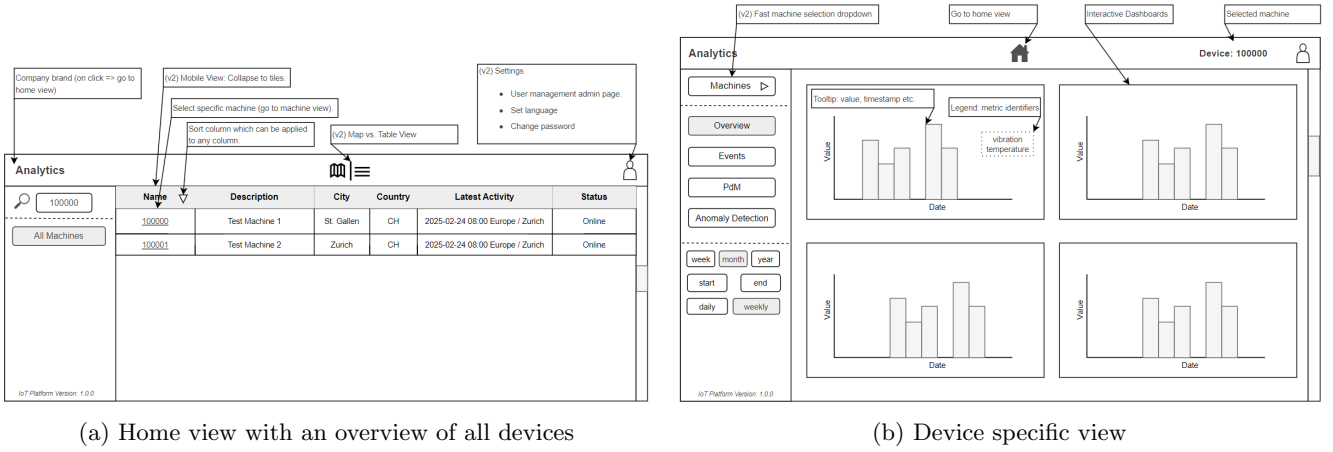 Company brand (on click => go to
home view)
(v2) Mobile View: Collapse to tiles.
Select specific machine (go to machine view).
Sort column which can be applied
to any column.
(v2) Map vs. Table View
(v2) Settings
User management admin page.
Set language
Change password
Analytics
100000
All Machines
Name Description City Country Latest Activity Status
100000 Test Machine 1 St. Gallen CH 2025-02-24 08:00 Europe / Zurich Online
100001 Test Machine 2 Zurich CH 2025-02-24 08:00 Europe / Zurich Online
IoT Platform Version: 1.0.0
(a) Home view with an overview of all devices
(v2) Fast machine selection dropdown
Go to home view
Interactive Dashboards
Selected machine
Analytics
Device: 100000
Machines
Overview
Events
PdM
Anomaly Detection
week month year
start end
daily weekly
IoT Platform Version: 1.0.0
Tooltip: value, timestamp etc.
Legend: metric identifiers
vibration
temperature
Value
Date
Value
Date
Value
Date
Value
Date
(b) Device specific view